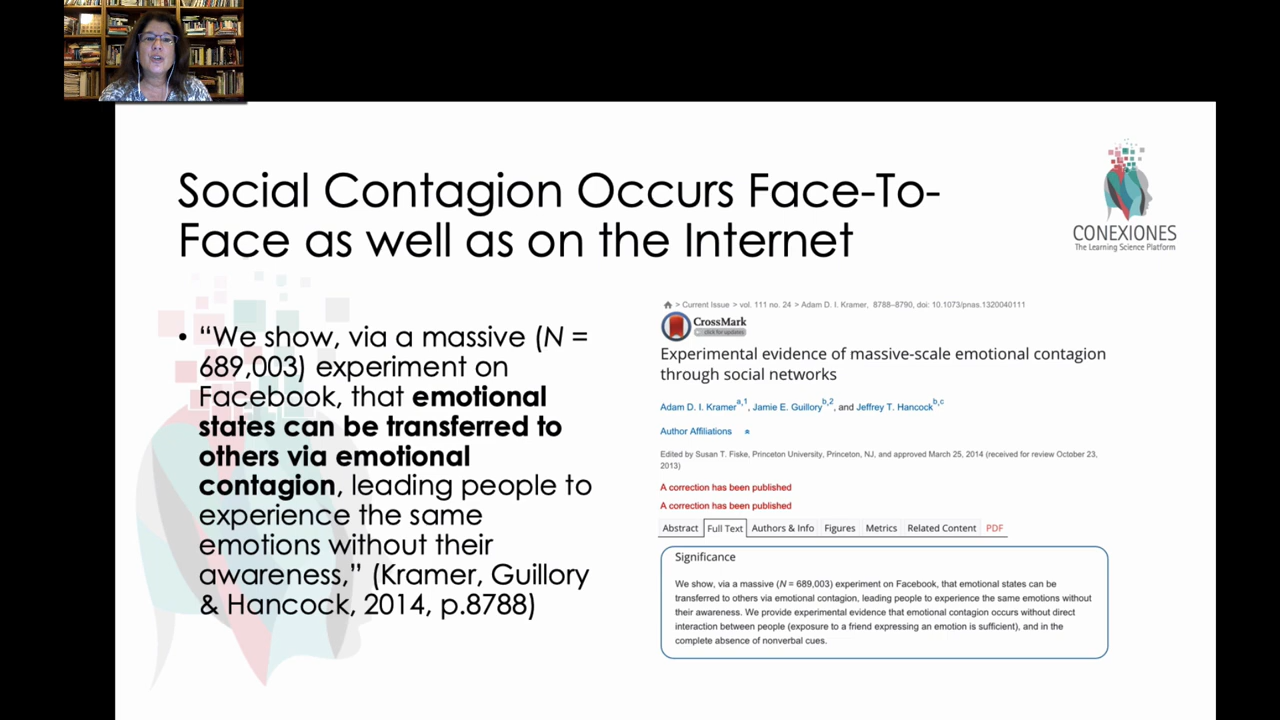 Social Contagion Occurs Face-To-
Face as well as on the Internet
CONEXIONES
The Learning Science Platform
• “We show, via a massive (N =
689,003) experiment on
Facebook, that emotional
states can be transferred to
others via emotional
contagion, leading people to
experience the same
emotions without their
awareness,” (Kramer, Guillory
& Hancock, 2014, p.8788)
> Current Issue > vol. 111 no. 24 > Adam D. I. Kramer, 8788–8790, doi: 10.1073/pnas.1320040111
CrossMark
click for updates
Experimental evidence of massive-scale emotional contagion
through social networks
Adam D. I. Kramer a,1, Jamie E. Guillory b,2, and Jeffrey T. Hancock b,c
Author Affiliations
Edited by Susan T. Fiske, Princeton University, Princeton, NJ, and approved March 25, 2014 (received for review October 23,
2013)
A correction has been published
A correction has been published
Abstract Full Text Authors & Info Figures Metrics Related Content PDF
Significance
We show, via a massive (N = 689,003) experiment on Facebook, that emotional states can be
transferred to others via emotional contagion, leading people to experience the same emotions without
their awareness. We provide experimental evidence that emotional contagion occurs without direct
interaction between people (exposure to a friend expressing an emotion is sufficient), and in the
complete absence of nonverbal cues.